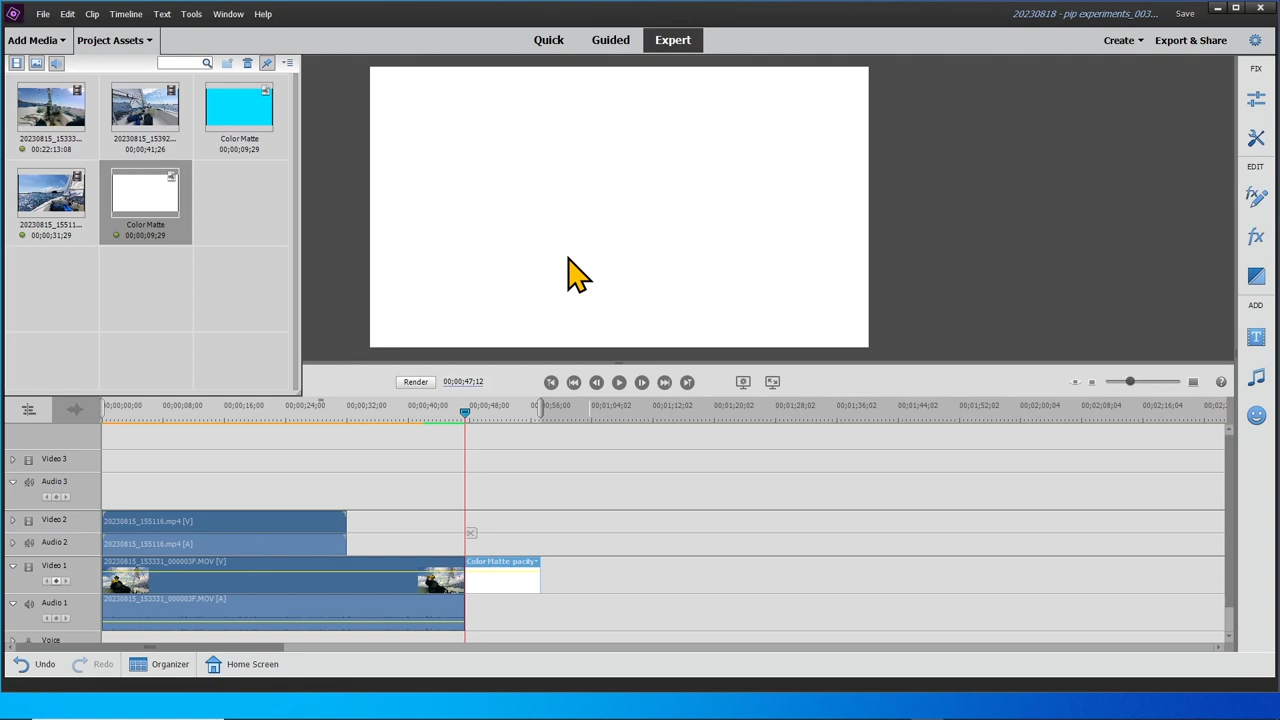 File Edit Clip Timeline Text Tools Window Help
20230818 - pip experiments_003... Save
Add Media Project Assets
Quick Guided Expert
Create Export & Share
FIX
20230815_15333...
00:22:13:08
20230815_15392...
00;00;41;26
Color Matte
00;00;09;29
EDIT
20230815_15511...
00;00;31;29
Color Matte
00;00;09;29
ADD
Render 00;00;47;12
00;00;00;00 00;00;08;00 00;00;16;00 00;00;24;00 00;00;32;00 00;00;40;00 00;00;48;00 00;00;56;00 00;01;04;02 00;01;12;02 00;01;20;02 00;01;28;02 00;01;36;02 00;01;44;02 00;01;52;02 00;02;00;04 00;02;08;04 00;02;16;04
Video 3
Audio 3
Video 2
20230815_155116.mp4 [V]
Audio 2
20230815_155116.mp4 [A]
Video 1
20230815_153331_000003F.MOV [V]
Color Matte pacity
Audio 1
20230815_153331_000003F.MOV [A]
Voice
Undo Redo Organizer Home Screen